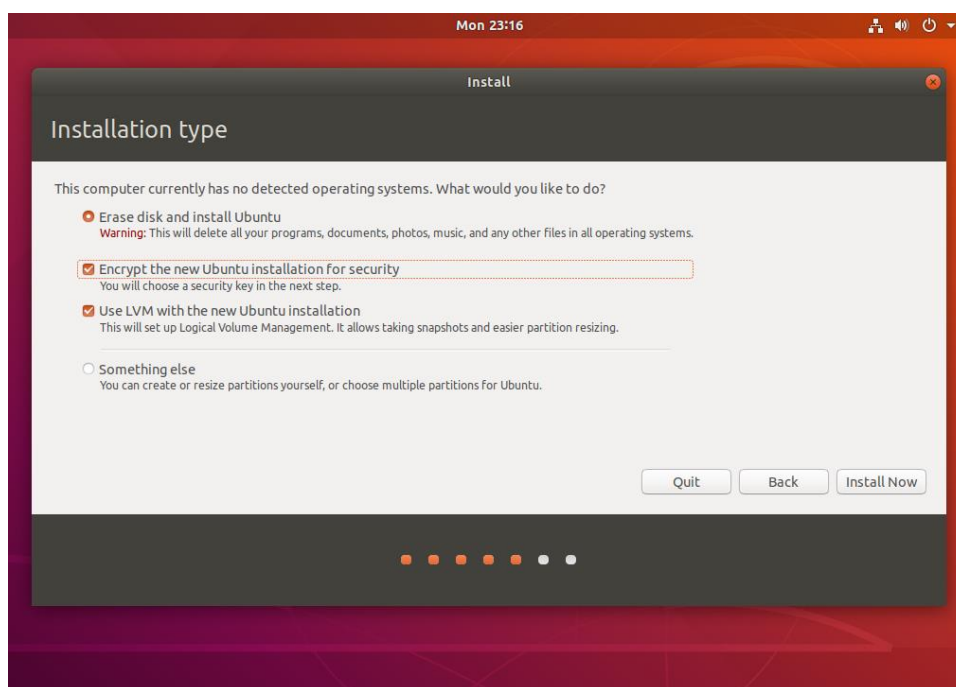 Mon 23:16
Install
Installation type
This computer currently has no detected operating systems. What would you like to do?
Erase disk and install Ubuntu
Warning: This will delete all your programs, documents, photos, music, and any other files in all operating systems.
Encrypt the new Ubuntu installation for security
You will choose a security key in the next step.
Use LVM with the new Ubuntu installation
This will set up Logical Volume Management. It allows taking snapshots and easier partition resizing.
Something else
You can create or resize partitions yourself, or choose multiple partitions for Ubuntu.
Quit Back Install Now